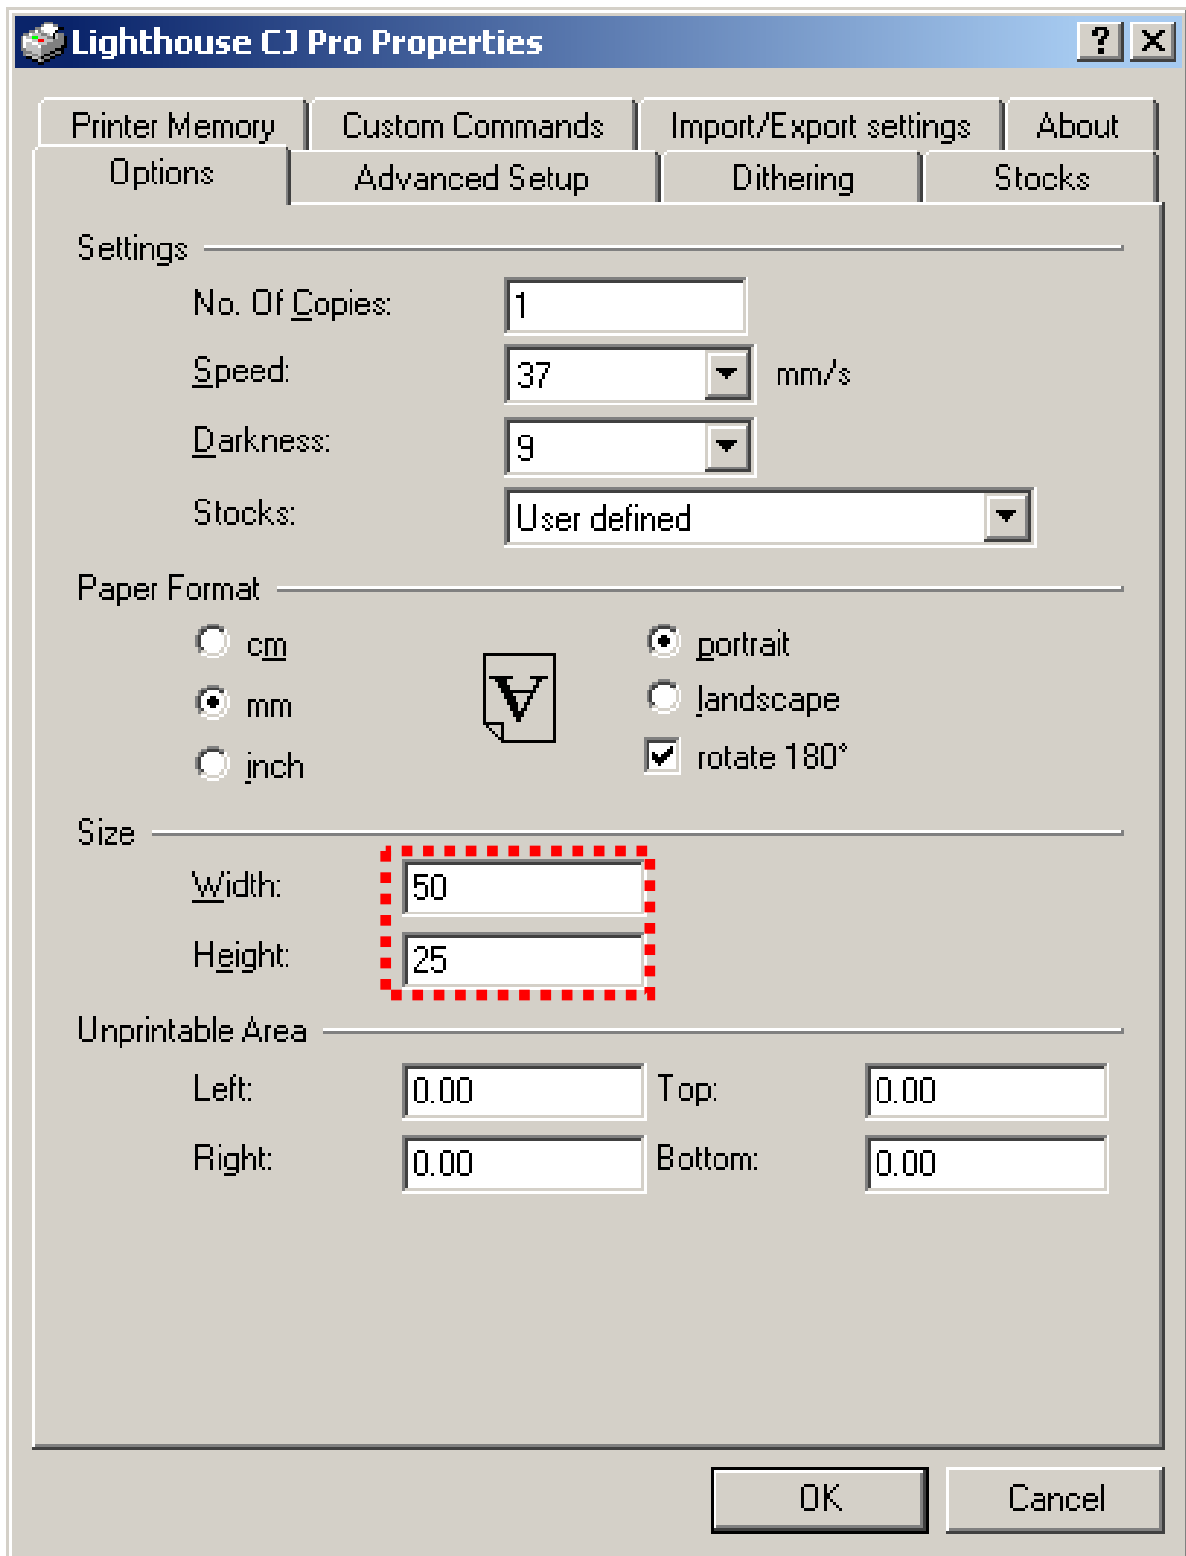 Lighthouse CJ Pro Properties
Printer Memory Custom Commands Import/Export settings About
Options Advanced Setup Dithering Stocks
Settings
No. Of Copies: 1
Speed: 37 mm/s
Darkness: 9
Stocks: User defined
Paper Format
cm portrait
mm A landscape
inch rotate 180°
Size
Width: 50
Height: 25
Unprintable Area
Left: 0.00 Top: 0.00
Right: 0.00 Bottom: 0.00
OK Cancel